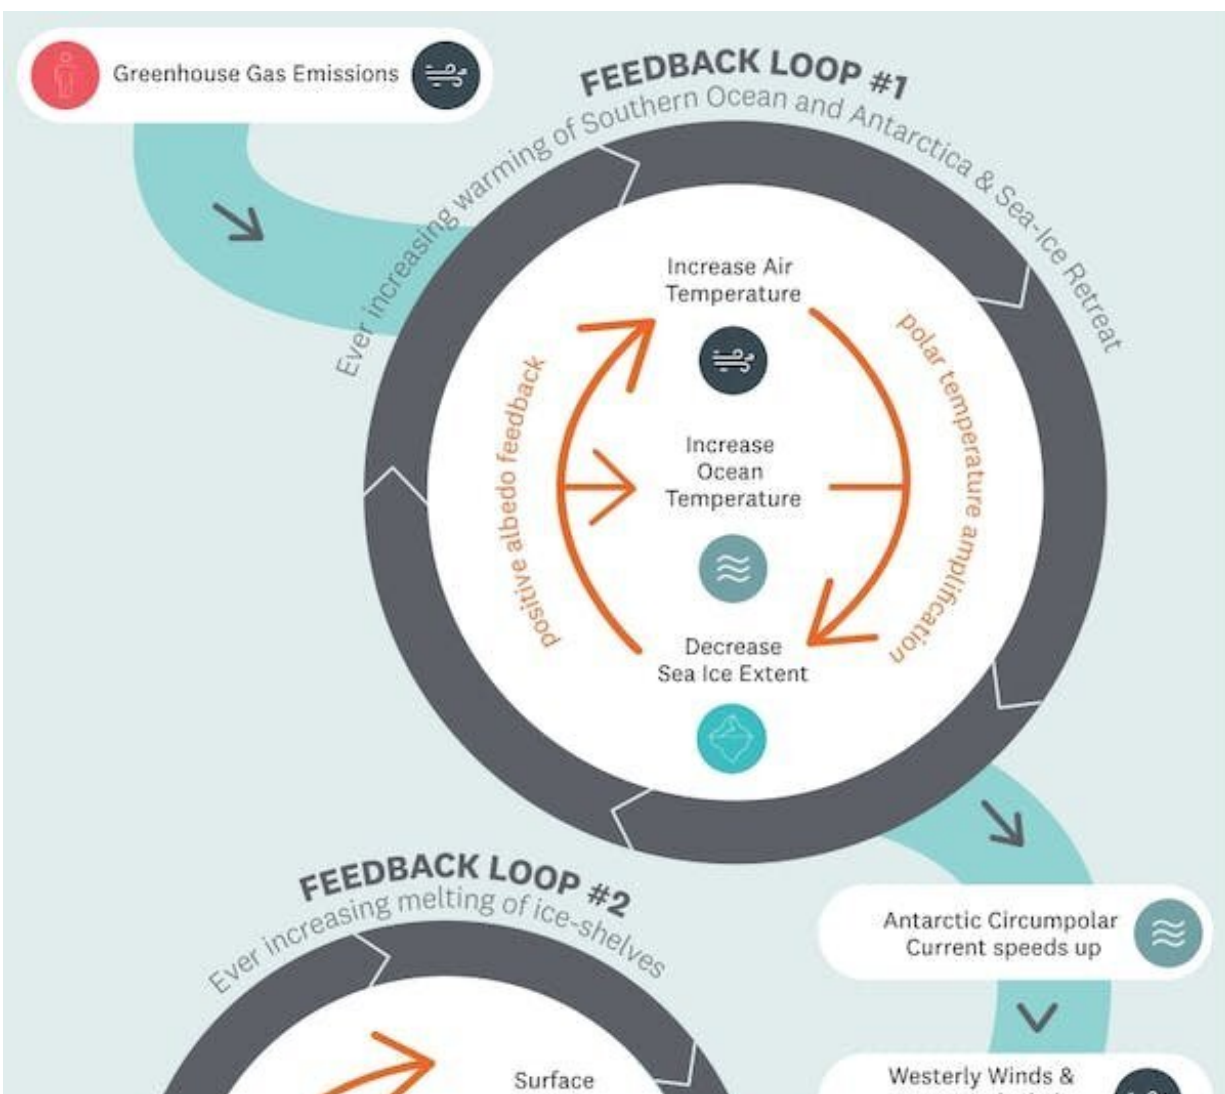 Greenhouse Gas Emissions
FEEDBACK LOOP #1
Ever increasing warming of Southern Ocean and Antarctica & Sea-Ice Retreat
Increase Air
Temperature
positive albedo feedback
polar temperature amplification
Increase
Ocean
Temperature
Decrease
Sea Ice Extent
FEEDBACK LOOP #2
Ever increasing melting of ice-shelves
Antarctic Circumpolar
Current speeds up
Surface
Westerly Winds &